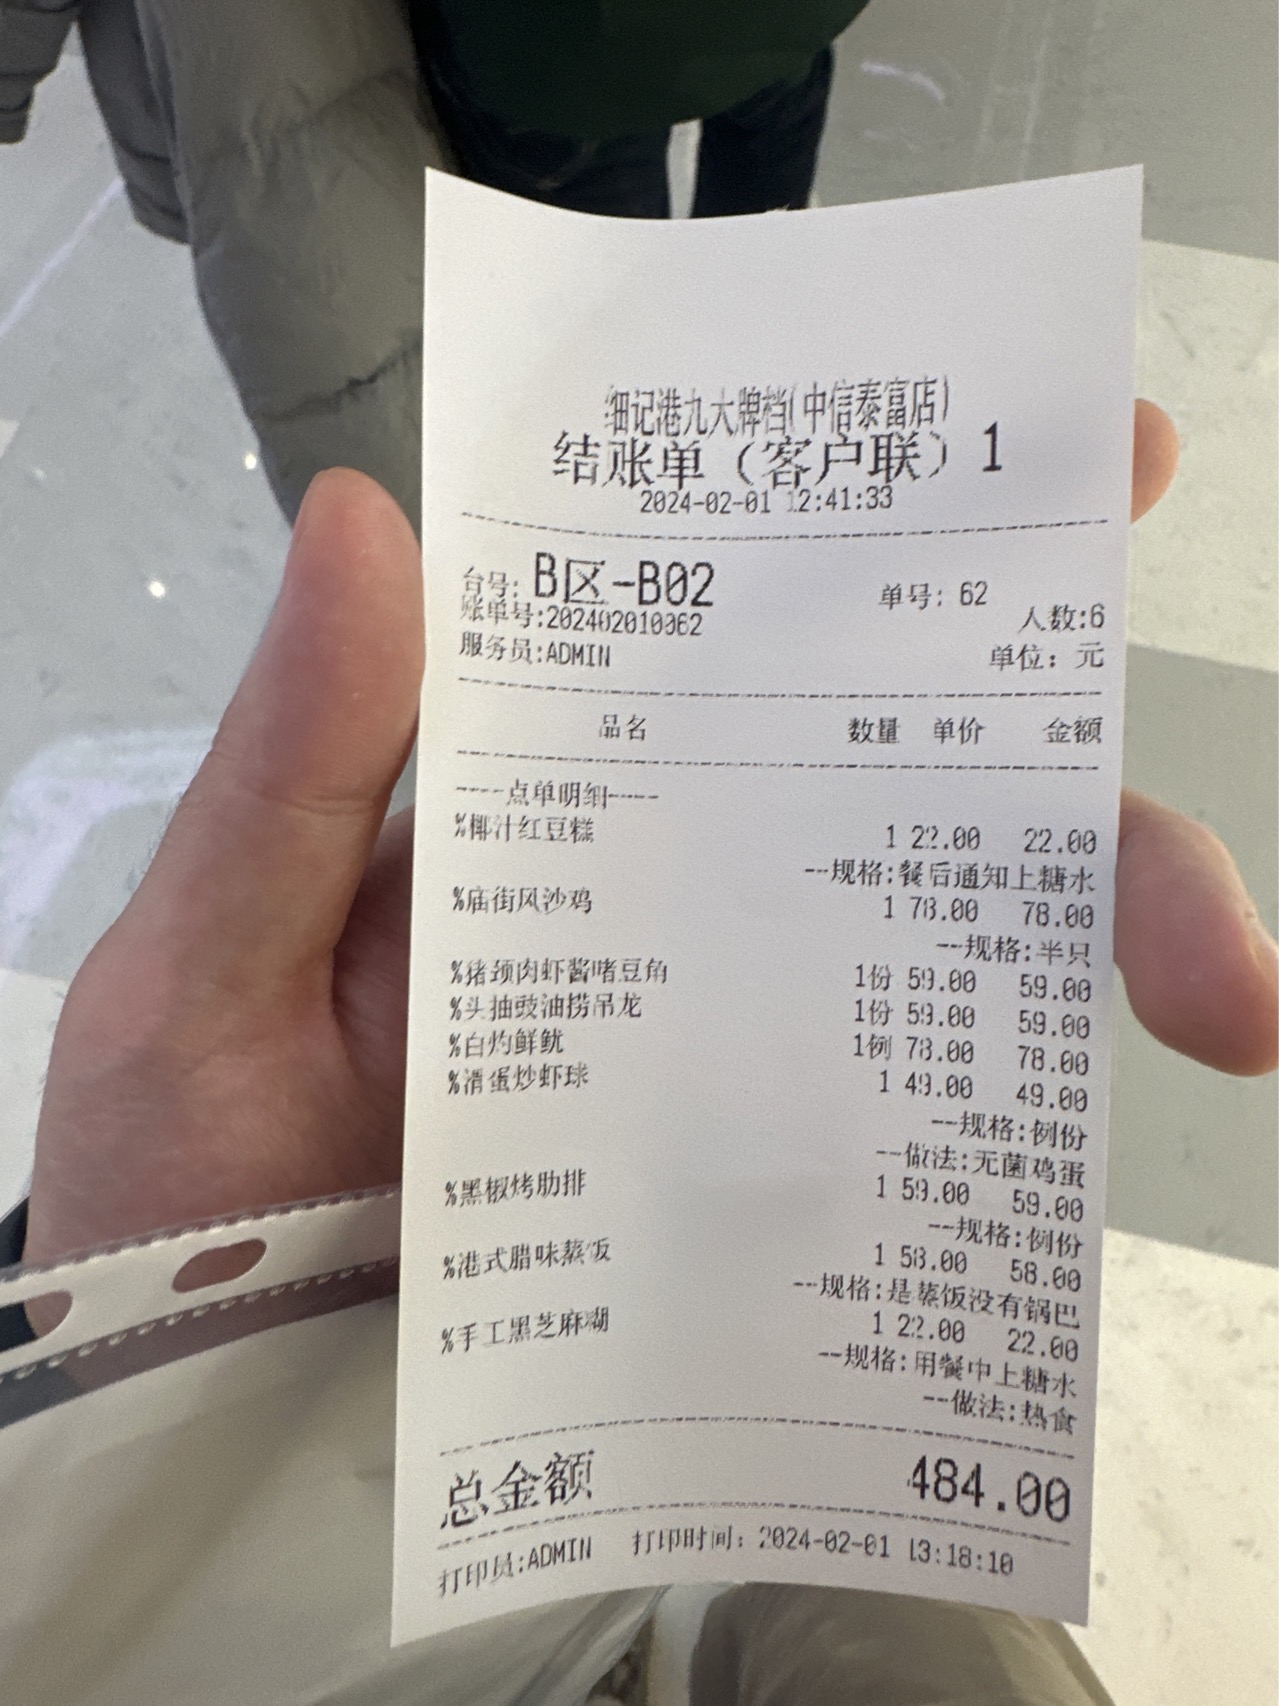 细记港九大牌档(中信泰富店)
结账单（客户联）1
2024-02-01 12:41:33
台号: B区-B02 单号: 62
账单号:202402010062 人数:6
服务员:ADMIN 单位: 元
品名 数量 单价 金额
----点单明细-----
%椰汁红豆糕 1 22.00 22.00
--规格:餐后通知上糖水
%庙街风沙鸡 1 78.00 78.00
--规格:半只
%猪颈肉虾酱啫豆角 1份 59.00 59.00
%头抽豉油捞吊龙 1份 59.00 59.00
%白灼鲜鱿 1例 78.00 78.00
%滑蛋炒虾球 1 49.00 49.00
--规格:例份
--做法:无菌鸡蛋
%黑椒烤肋排 1 59.00 59.00
--规格:例份
%港式腊味蒸饭 1 58.00 58.00
--规格:是蒸饭没有锅巴
%手工黑芝麻糊 1 22.00 22.00
--规格:用餐中上糖水
--做法:热食
总金额 484.00
打印员:ADMIN 打印时间: 2024-02-01 13:18:10